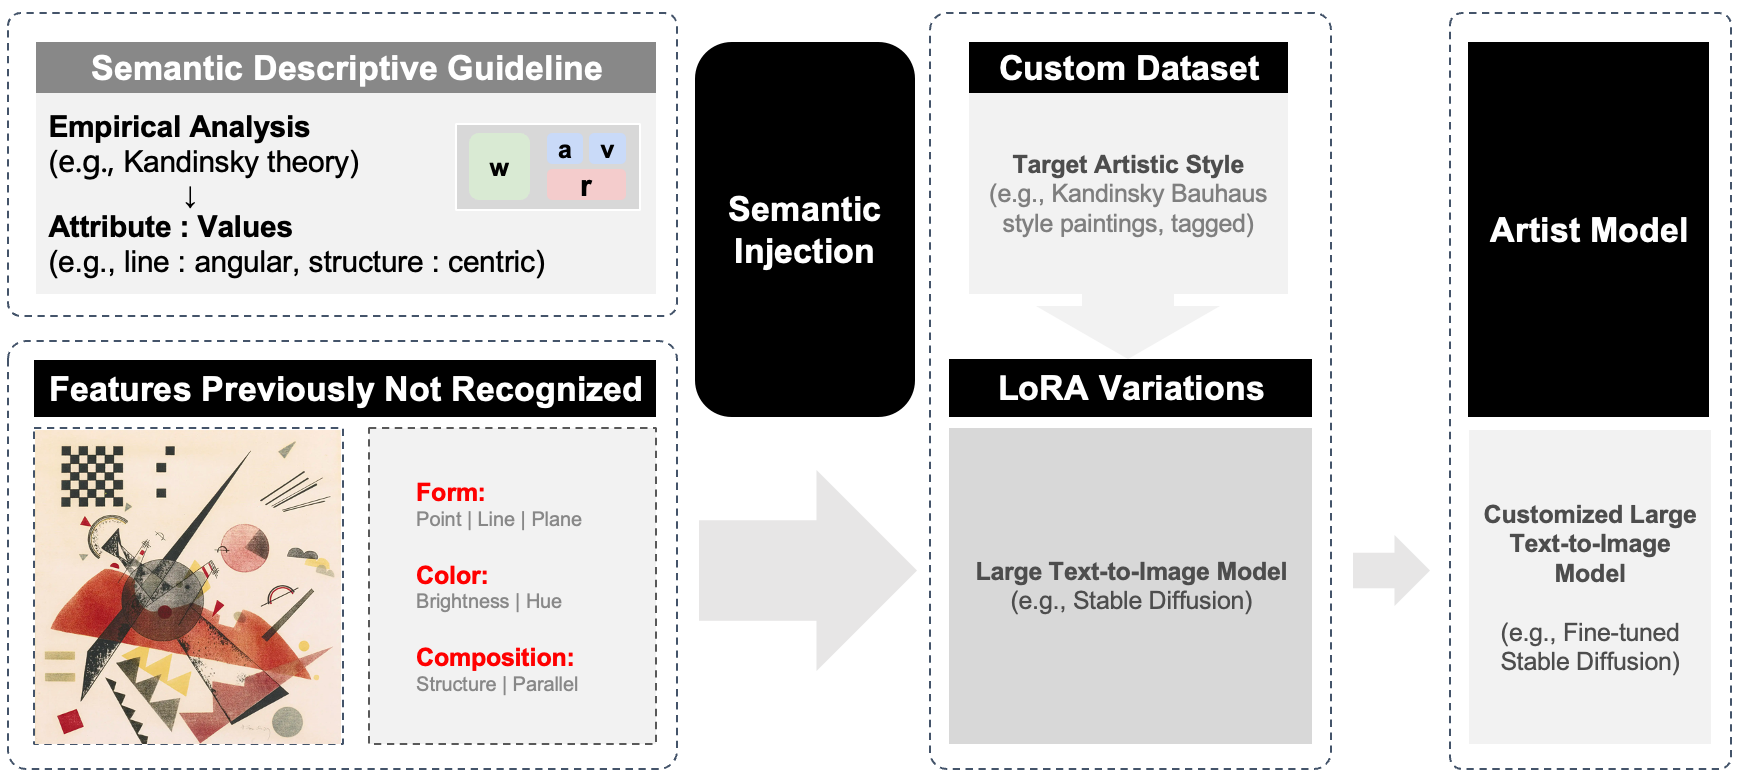 Semantic Descriptive Guideline
Empirical Analysis
(e.g., Kandinsky theory)
↓
Attribute : Values
(e.g., line : angular, structure : centric)
w
a v
r
Features Previously Not Recognized
Form:
Point | Line | Plane
Color:
Brightness | Hue
Composition:
Structure | Parallel
Semantic
Injection
Custom Dataset
Target Artistic Style
(e.g., Kandinsky Bauhaus
style paintings, tagged)
LoRA Variations
Large Text-to-Image Model
(e.g., Stable Diffusion)
Artist Model
Customized Large
Text-to-Image
Model
(e.g., Fine-tuned
Stable Diffusion)